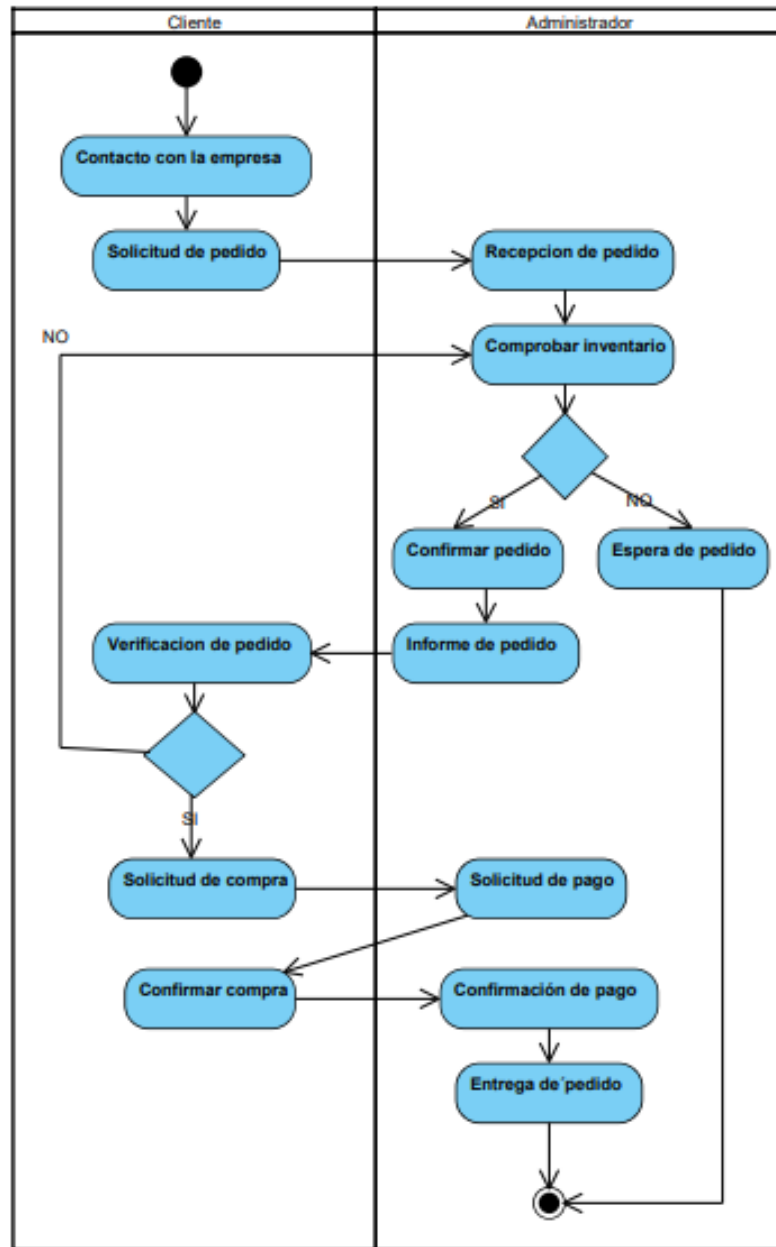 Cliente
Administrador
Contacto con la empresa
Solicitud de pedido
Recepcion de pedido
NO
Comprobar inventario
SI
NO
Confirmar pedido
Espera de pedido
Verificacion de pedido
Informe de pedido
SI
Solicitud de compra
Solicitud de pago
Confirmar compra
Confirmación de pago
Entrega de´pedido